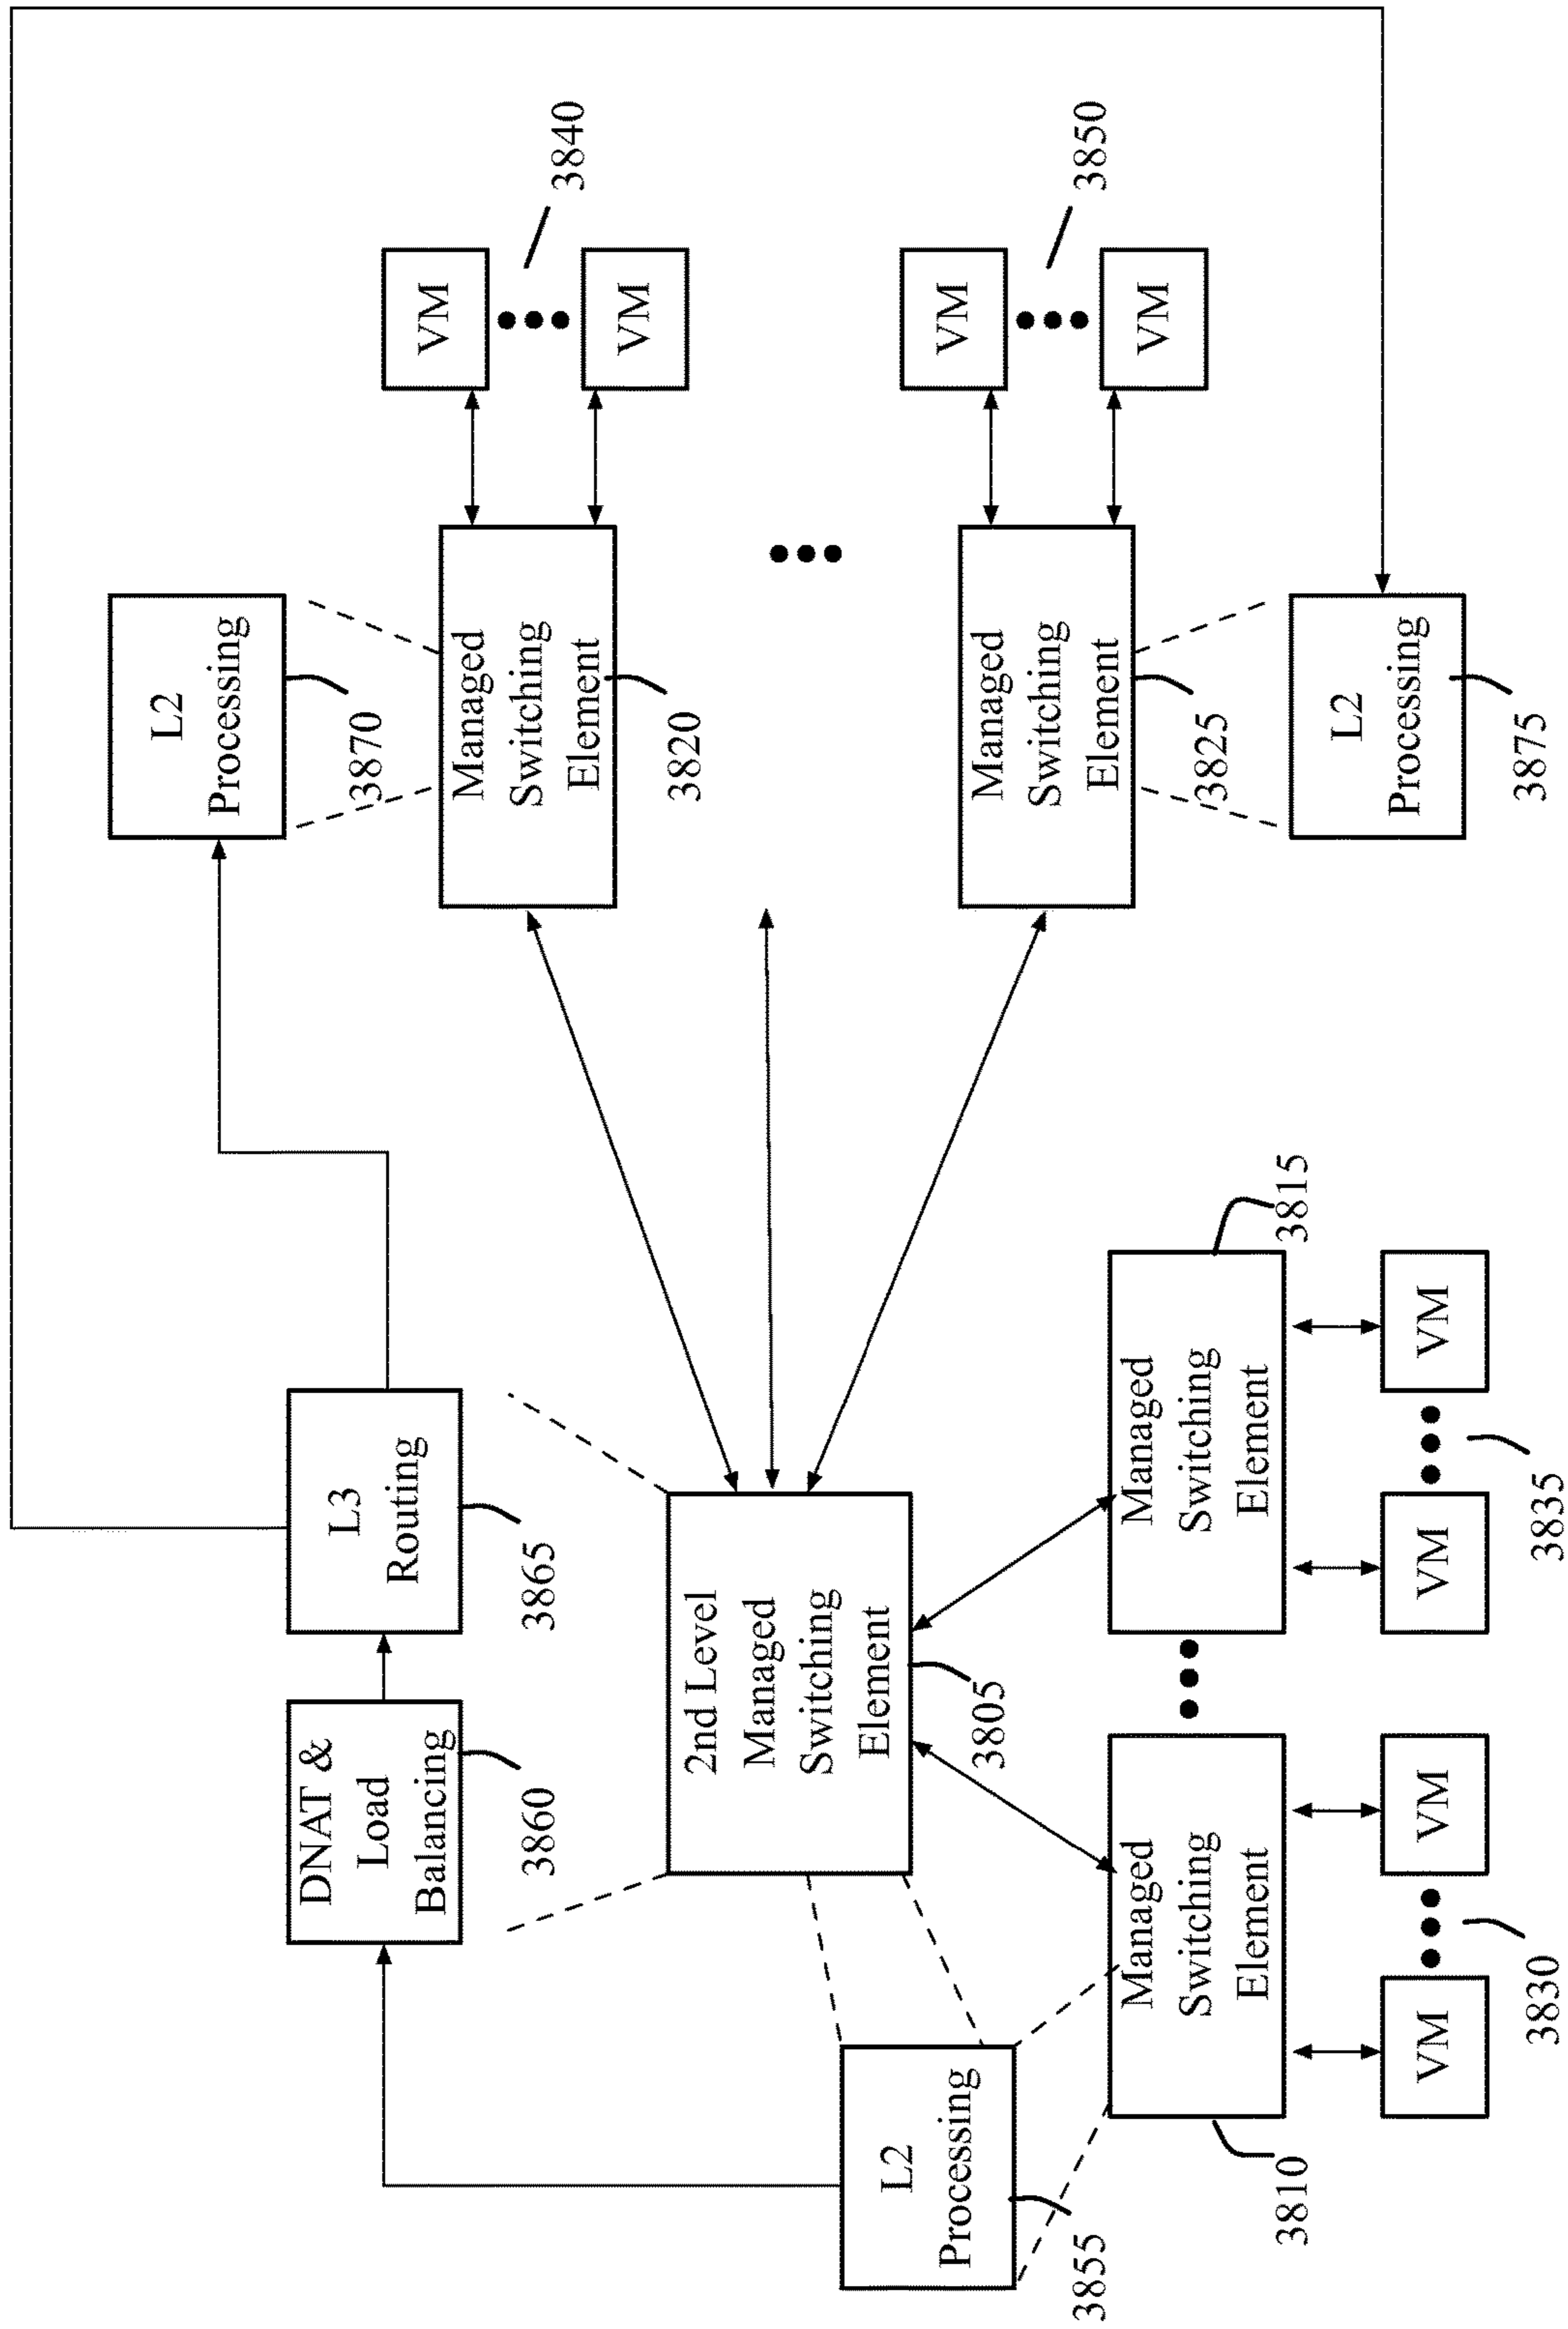 L2
Processing
3870
DNAT &
Load
Balancing
3860
L3
Routing
3865
Managed
Switching
Element
3820
VM
VM
3840
2nd Level
Managed
Switching
Element
3805
L2
Processing
3855
Managed
Switching
Element
3825
VM
VM
3850
Managed
Switching
Element
3810
Managed
Switching
Element
3815
L2
Processing
3875
VM
VM
3830
VM
VM
3835